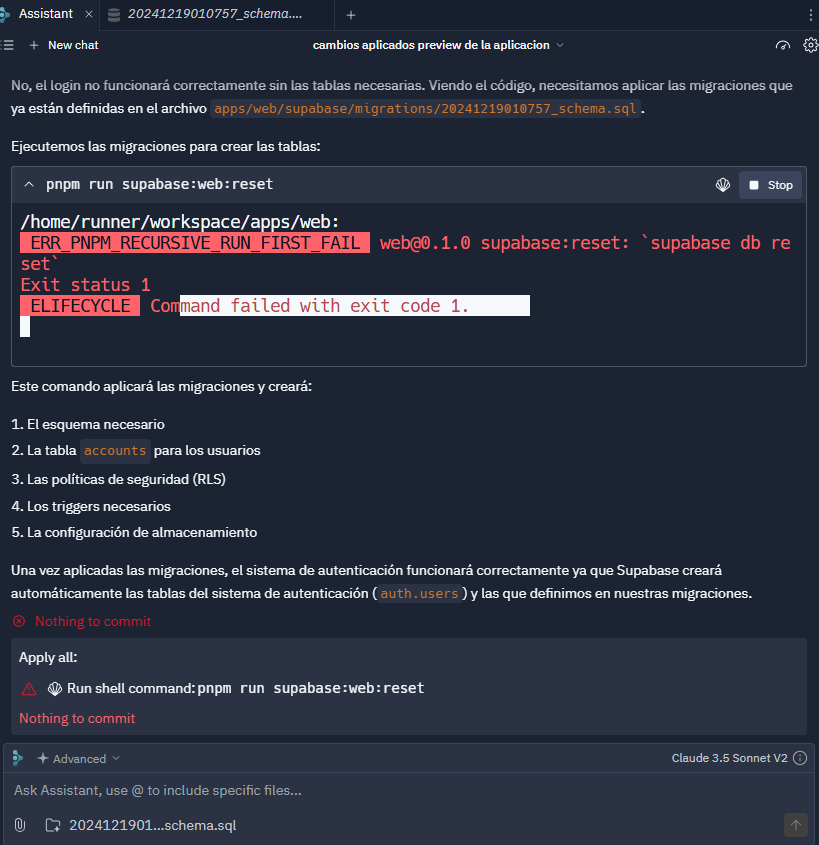 Assistant
20241219010757_schema....
New chat
cambios aplicados preview de la aplicacion
No, el login no funcionará correctamente sin las tablas necesarias. Viendo el código, necesitamos aplicar las migraciones que
ya están definidas en el archivo apps/web/supabase/migrations/20241219010757_schema.sql.
Ejecutemos las migraciones para crear las tablas:
pnpm run supabase:web:reset
Stop
/home/runner/workspace/apps/web:
ERR_PNPM_RECURSIVE_RUN_FIRST_FAIL web@0.1.0 supabase:reset: `supabase db re
set`
Exit status 1
ELIFECYCLE Command failed with exit code 1.
Este comando aplicará las migraciones y creará:
1. El esquema necesario
2. La tabla accounts para los usuarios
3. Las políticas de seguridad (RLS)
4. Los triggers necesarios
5. La configuración de almacenamiento
Una vez aplicadas las migraciones, el sistema de autenticación funcionará correctamente ya que Supabase creará
automáticamente las tablas del sistema de autenticación (auth.users) y las que definimos en nuestras migraciones.
Nothing to commit
Apply all:
Run shell command: pnpm run supabase:web:reset
Nothing to commit
Advanced
Claude 3.5 Sonnet V2
Ask Assistant, use @ to include specific files...
2024121901...schema.sql